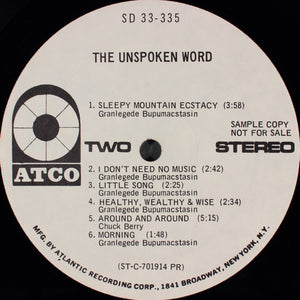 SD 33-335
THE UNSPOKEN WORD
1. SLEEPY MOUNTAIN ECSTACY (3:58)
Granlegede Bupumacstasin
SAMPLE COPY
NOT FOR SALE
ATCO
TWO
STEREO
2. I DON'T NEED NO MUSIC (2:42)
Granlegede Bupumacstasin
3. LITTLE SONG (2:25)
Granlegede Bupumacstasin
4. HEALTHY, WEALTHY & WISE (2:34)
Granlegede Bupumacstasin
5. AROUND AND AROUND (5:15)
Chuck Berry
6. MORNING (1:48)
Granlegede Bupumacstasin
(ST-C-701914 PR)
MFG. BY ATLANTIC RECORDING CORP., 1841 BROADWAY, NEW YORK, N.Y.